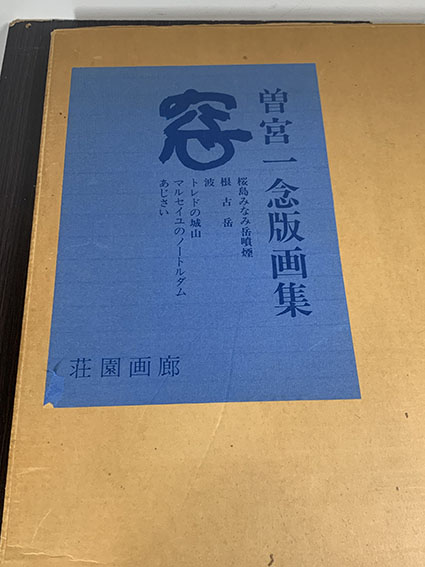 曽宮一念版画集
窓
桜島みなみ岳噴煙
根古岳
波
トレドの城山
マルセイユのノートルダム
あじさい
荘園画廊